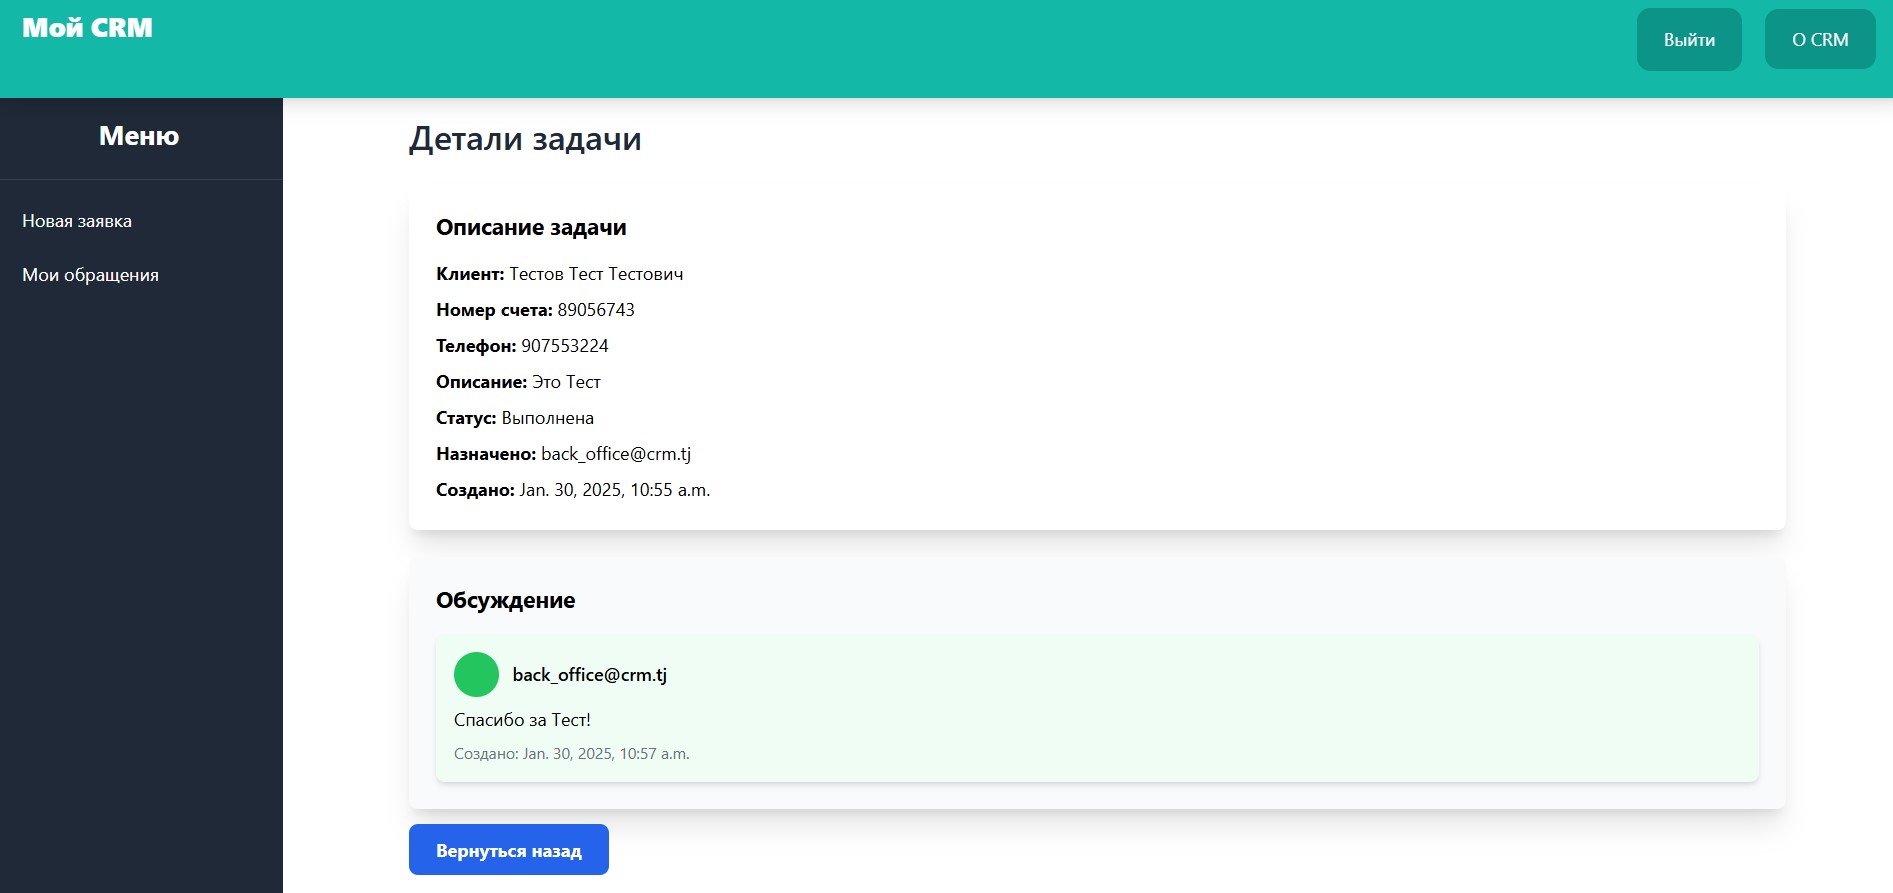 Мой CRM
Выйти
О CRM
Меню
Новая заявка
Мои обращения
Детали задачи
Описание задачи
Клиент: Тестов Тест Тестович
Номер счета: 89056743
Телефон: 907553224
Описание: Это Тест
Статус: Выполнена
Назначено: back_office@crm.tj
Создано: Jan. 30, 2025, 10:55 a.m.
Обсуждение
back_office@crm.tj
Спасибо за Тест!
Создано: Jan. 30, 2025, 10:57 a.m.
Вернуться назад